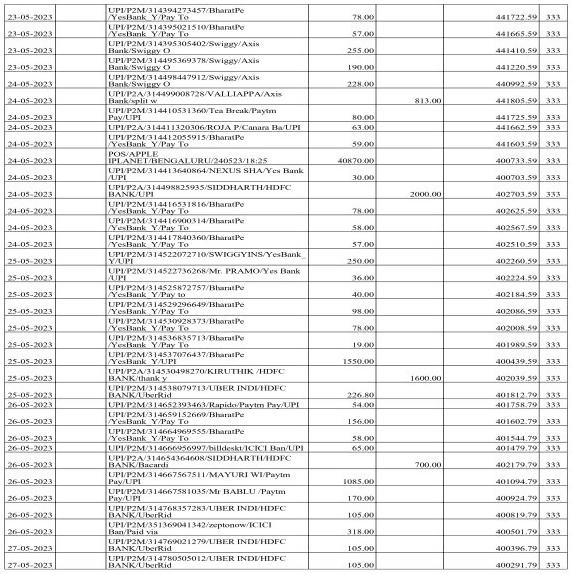 UPI/P2M/314394273457/BharatPe
23-05-2023 /YesBank_Y/Pay To 78.00 441722.59 333
UPI/P2M/314395021510/BharatPe
23-05-2023 /YesBank_Y/Pay To 57.00 441665.59 333
UPI/P2M/314395305402/Swiggy/Axis
23-05-2023 Bank/Swiggy O 255.00 441410.59 333
UPI/P2M/314495369378/Swiggy/Axis
23-05-2023 Bank/Swiggy O 190.00 441220.59 333
UPI/P2M/314498447912/Swiggy/Axis
24-05-2023 Bank/Swiggy O 228.00 440992.59 333
UPI/P2A/314499008728/VALLIAPPA/Axis
24-05-2023 Bank/split w 813.00 441805.59 333
UPI/P2M/314410531360/Tea Break/Paytm
24-05-2023 Pay/UPI 80.00 441725.59 333
24-05-2023 UPI/P2A/314411320306/ROJA P/Canara Ba/UPI 63.00 441662.59 333
UPI/P2M/314412055915/BharatPe
24-05-2023 /YesBank_Y/Pay To 59.00 441603.59 333
POS/APPLE
24-05-2023 IPLANET/BENGALURU/240523/18:25 40870.00 400733.59 333
UPI/P2M/314413640864/NEXUS SHA/Yes Bank
24-05-2023 /UPI 30.00 400703.59 333
UPI/P2A/314498825935/SIDDHARTH/HDFC
24-05-2023 BANK/UPI 2000.00 402703.59 333
UPI/P2M/314416531816/BharatPe
24-05-2023 /YesBank_Y/Pay To 78.00 402625.59 333
UPI/P2M/314416900314/BharatPe
24-05-2023 /YesBank_Y/Pay To 58.00 402567.59 333
UPI/P2M/314417840360/BharatPe
24-05-2023 /YesBank_Y/Pay To 57.00 402510.59 333
UPI/P2M/314522072710/SWIGGYINS/YesBank_
25-05-2023 Y/UPI 250.00 402260.59 333
UPI/P2M/314522736268/Mr. PRAMO/Yes Bank
25-05-2023 /UPI 36.00 402224.59 333
UPI/P2M/314525872757/BharatPe
25-05-2023 /YesBank_Y/Pay to 40.00 402184.59 333
UPI/P2M/314529296649/BharatPe
25-05-2023 /YesBank_Y/Pay To 98.00 402086.59 333
UPI/P2M/314530928373/BharatPe
25-05-2023 /YesBank_Y/Pay To 78.00 402008.59 333
UPI/P2M/314536835713/BharatPe
25-05-2023 /YesBank_Y/Pay To 19.00 401989.59 333
UPI/P2M/314537076437/BharatPe
25-05-2023 /YesBank_Y/UPI 1550.00 400439.59 333
UPI/P2A/314530498270/KIRUTHIK /HDFC
25-05-2023 BANK/thank y 1600.00 402039.59 333
UPI/P2M/314538079713/UBER INDI/HDFC
25-05-2023 BANK/UberRid 226.80 401812.79 333
26-05-2023 UPI/P2M/314652393463/Rapido/Paytm Pay/UPI 54.00 401758.79 333
UPI/P2M/314659152669/BharatPe
26-05-2023 /YesBank_Y/Pay To 156.00 401602.79 333
UPI/P2M/314664969555/BharatPe
26-05-2023 /YesBank_Y/Pay To 58.00 401544.79 333
26-05-2023 UPI/P2M/314666956997/billdeskt/ICICI Ban/UPI 65.00 401479.79 333
UPI/P2A/314654364608/SIDDHARTH/HDFC
26-05-2023 BANK/Bacardi 700.00 402179.79 333
UPI/P2M/314667567511/MAYURI WI/Paytm
26-05-2023 Pay/UPI 1085.00 401094.79 333
UPI/P2M/314667581035/Mr BABLU /Paytm
26-05-2023 Pay/UPI 170.00 400924.79 333
UPI/P2M/314768357283/UBER INDI/HDFC
26-05-2023 BANK/UberRid 105.00 400819.79 333
UPI/P2M/351369041342/zeptonow/ICICI
26-05-2023 Ban/Paid via 318.00 400501.79 333
UPI/P2M/314769021279/UBER INDI/HDFC
27-05-2023 BANK/UberRid 105.00 400396.79 333
UPI/P2M/314780505012/UBER INDI/HDFC
27-05-2023 BANK/UberRid 105.00 400291.79 333